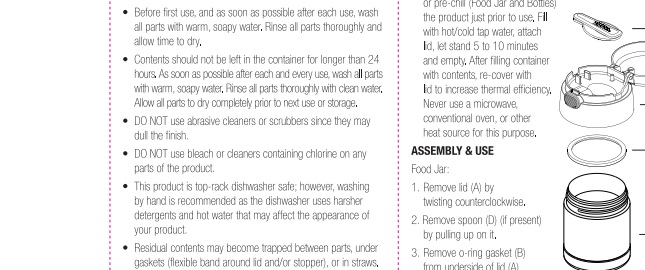 • Before first use, and as soon as possible after each use, wash
all parts with warm, soapy water. Rinse all parts thoroughly and
allow time to dry.
• Contents should not be left in the container for longer than 24
hours. As soon as possible after each and every use, wash all parts
with warm, soapy water. Rinse all parts thoroughly with clean water.
Allow all parts to dry completely prior to next use or storage.
• DO NOT use abrasive cleaners or scrubbers since they may
dull the finish.
• DO NOT use bleach or cleaners containing chlorine on any
parts of the product.
• This product is top-rack dishwasher safe; however, washing
by hand is recommended as the dishwasher uses harsher
detergents and hot water that may affect the appearance of
your product.
• Residual contents may become trapped between parts, under
gaskets (flexible band around lid and/or stopper), or in straws.
or pre-chill (Food Jar and Bottles)
the product just prior to use. Fill
with hot/cold tap water, attach
lid, let stand 5 to 10 minutes
and empty. After filling container
with contents, re-cover with
lid to increase thermal efficiency.
Never use a microwave,
conventional oven, or other
heat source for this purpose.
ASSEMBLY & USE
Food Jar:
1. Remove lid (A) by
twisting counterclockwise.
2. Remove spoon (D) (if present)
by pulling up on it.
3. Remove o-ring gasket (B)
from underside of lid (A)